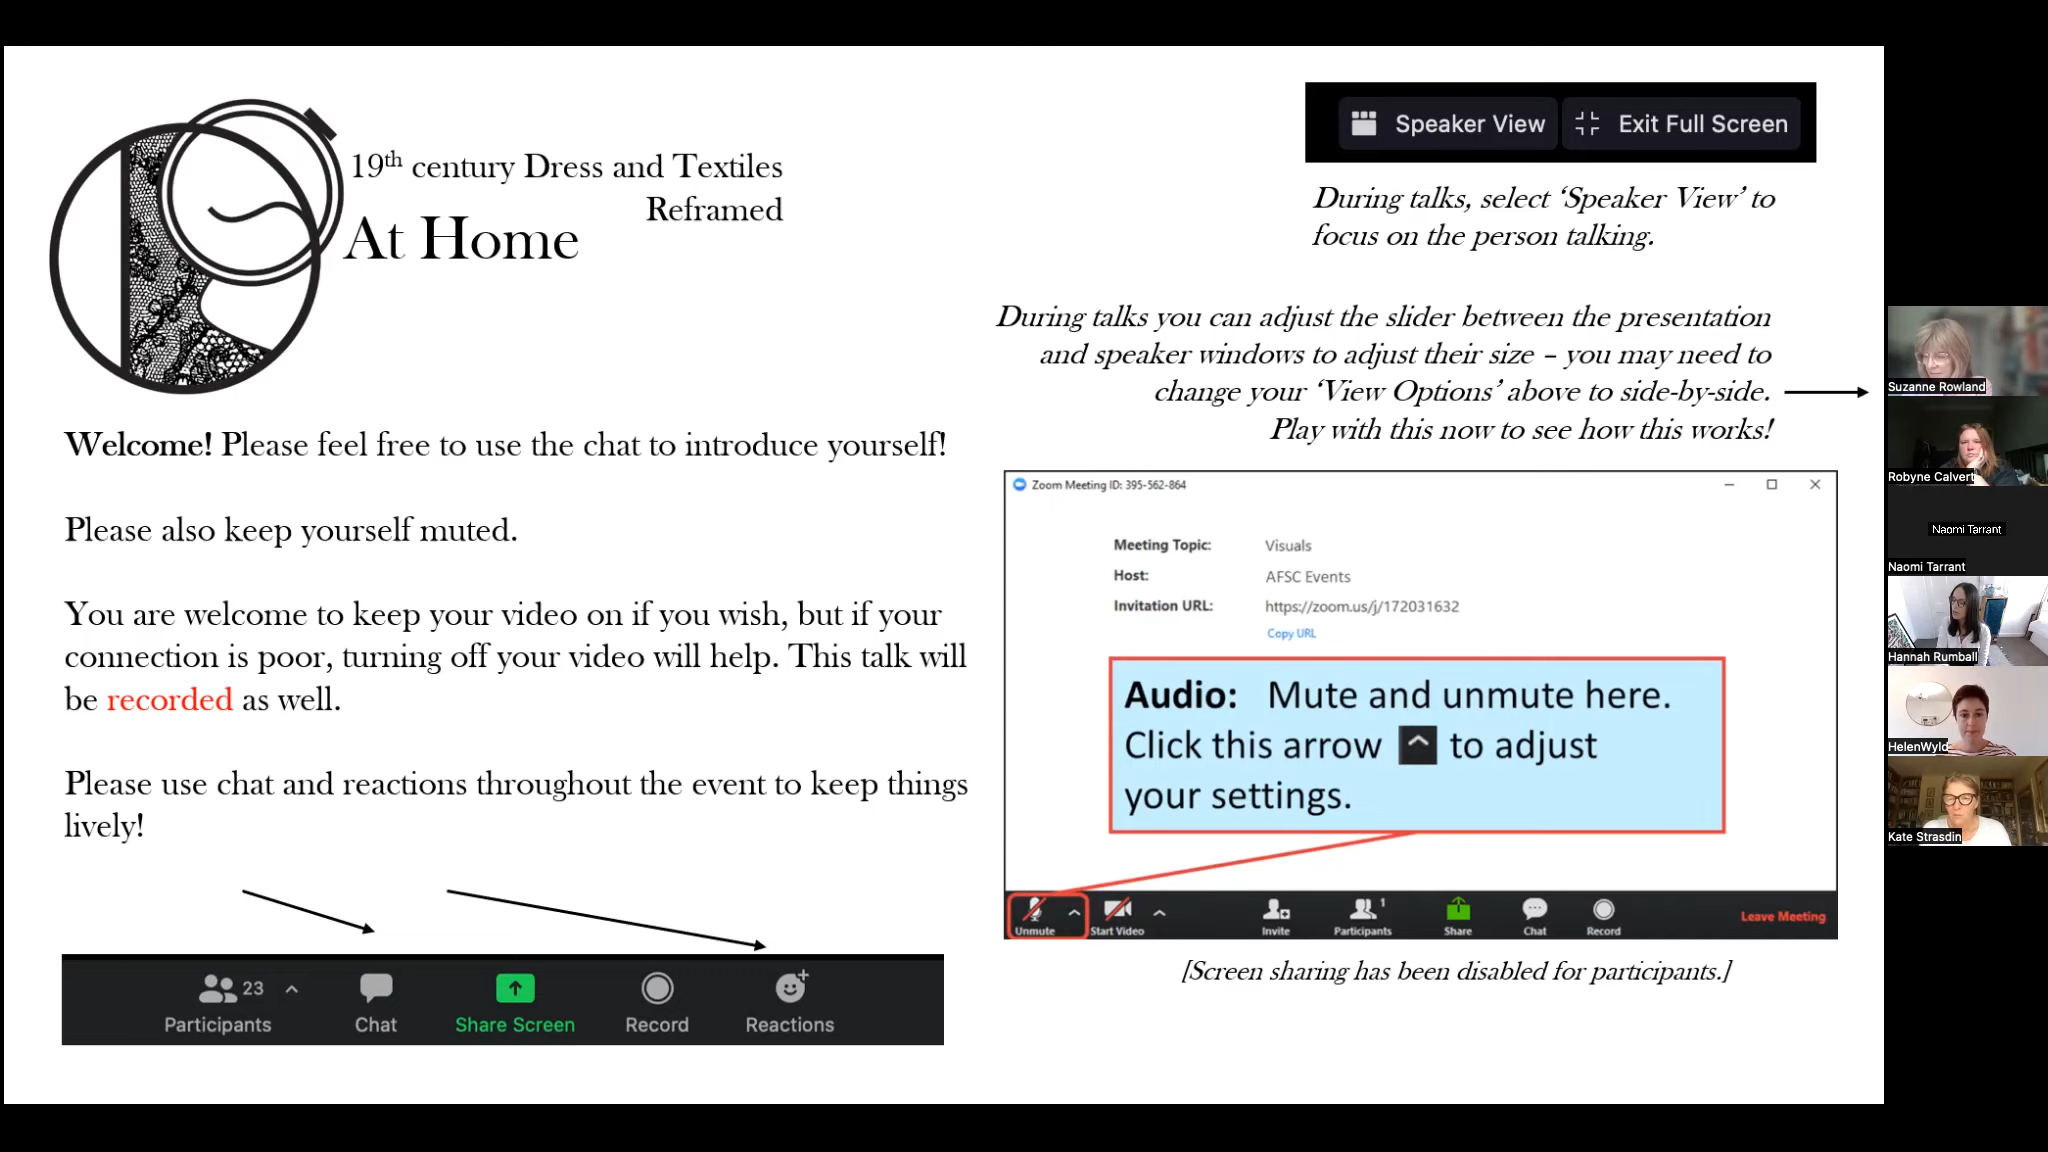 19th century Dress and Textiles
Reframed
At Home
Welcome! Please feel free to use the chat to introduce yourself!
Please also keep yourself muted.
You are welcome to keep your video on if you wish, but if your
connection is poor, turning off your video will help. This talk will
be recorded as well.
Please use chat and reactions throughout the event to keep things
lively!
23
Participants
Chat
Share Screen
Record
Reactions
Speaker View
Exit Full Screen
During talks, select ‘Speaker View’ to
focus on the person talking.
During talks you can adjust the slider between the presentation
and speaker windows to adjust their size – you may need to
change your ‘View Options’ above to side-by-side.
Play with this now to see how this works!
Zoom Meeting ID: 395-562-864
Meeting Topic: Visuals
Host: AFSC Events
Invitation URL: https://zoom.us/j/172031632
Copy URL
Audio: Mute and unmute here.
Click this arrow ^ to adjust
your settings.
Unmute
Start Video
Invite
1
Participants
Share
Chat
Record
Leave Meeting
[Screen sharing has been disabled for participants.]
Suzanne Rowland
Robyne Calvert
Naomi Tarrant
Naomi Tarrant
Hannah Rumball
HelenWyld
Kate Strasdin